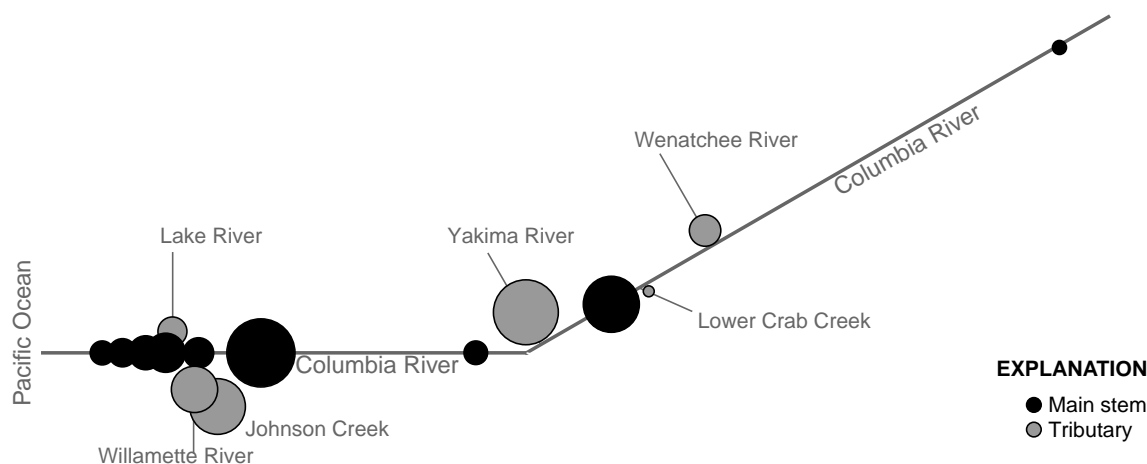 Wenatchee River
Columbia River
Lake River
Yakima River
Pacific Ocean
Lower Crab Creek
Columbia River
Johnson Creek
Willamette River
EXPLANATION
Main stem
Tributary